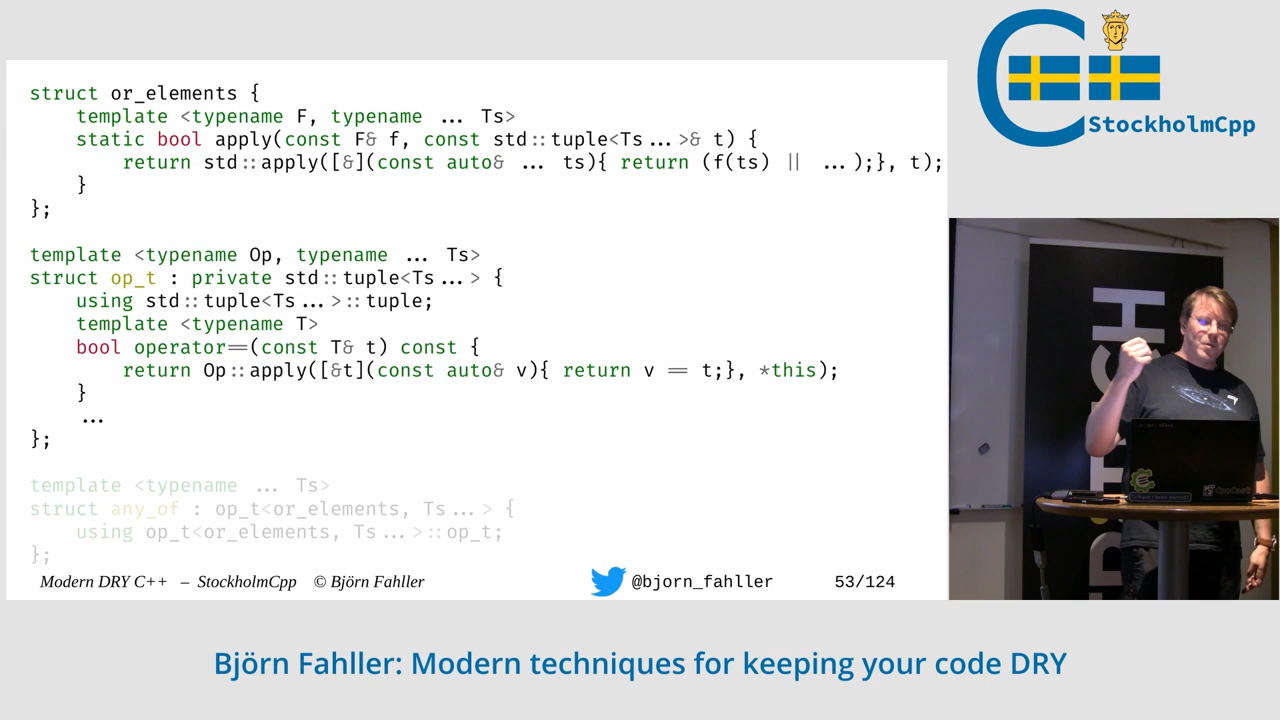 struct or_elements {
    template <typename F, typename ... Ts>
    static bool apply(const F& f, const std::tuple<Ts...>& t) {
        return std::apply([&](const auto& ... ts){ return (f(ts) || ...);}, t);
    }
};
template <typename Op, typename ... Ts>
struct op_t : private std::tuple<Ts...> {
    using std::tuple<Ts...>::tuple;
    template <typename T>
    bool operator==(const T& t) const {
        return Op::apply([&t](const auto& v){ return v == t;}, *this);
    }
    ...
};
template <typename ... Ts>
struct any_of : op_t<or_elements, Ts...> {
    using op_t<or_elements, Ts...>::op_t;
};
Modern DRY C++ – StockholmCpp © Björn Fahller
@bjorn_fahller
53/124
StockholmCpp
Björn Fahller: Modern techniques for keeping your code DRY